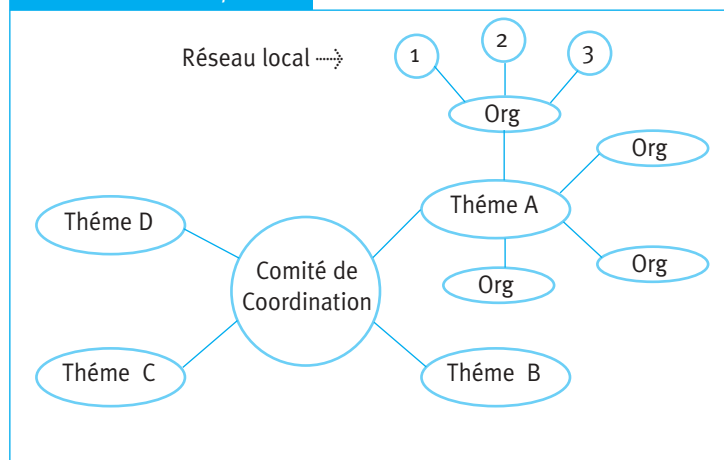 Réseau local
1
2
3
Org
Org
Théme A
Org
Org
Théme D
Comité de
Coordination
Théme C
Théme B